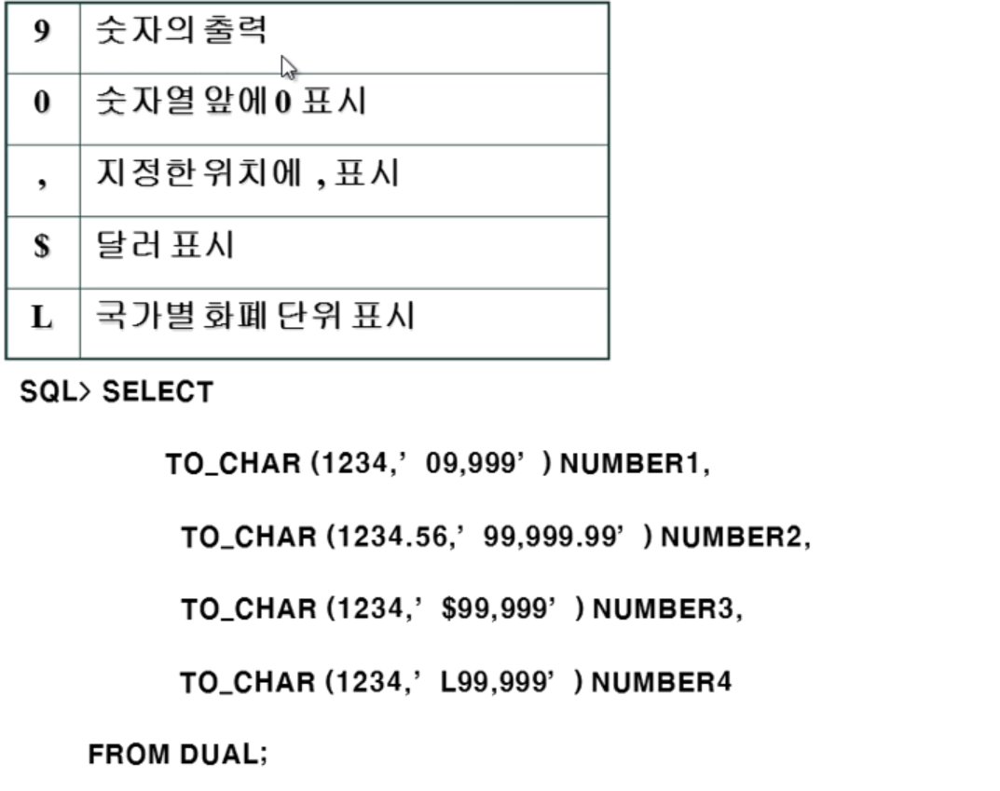 9 숫자의 출력
0 숫자열 앞에 0 표시
, 지정한 위치에 , 표시
$ 달러 표시
L 국가별 화폐 단위 표시
SQL> SELECT
TO_CHAR (1234,’ 09,999’ ) NUMBER1,
TO_CHAR (1234.56,’ 99,999.99’ ) NUMBER2,
TO_CHAR (1234,’ $99,999’ ) NUMBER3,
TO_CHAR (1234,’ L99,999’ ) NUMBER4
FROM DUAL;